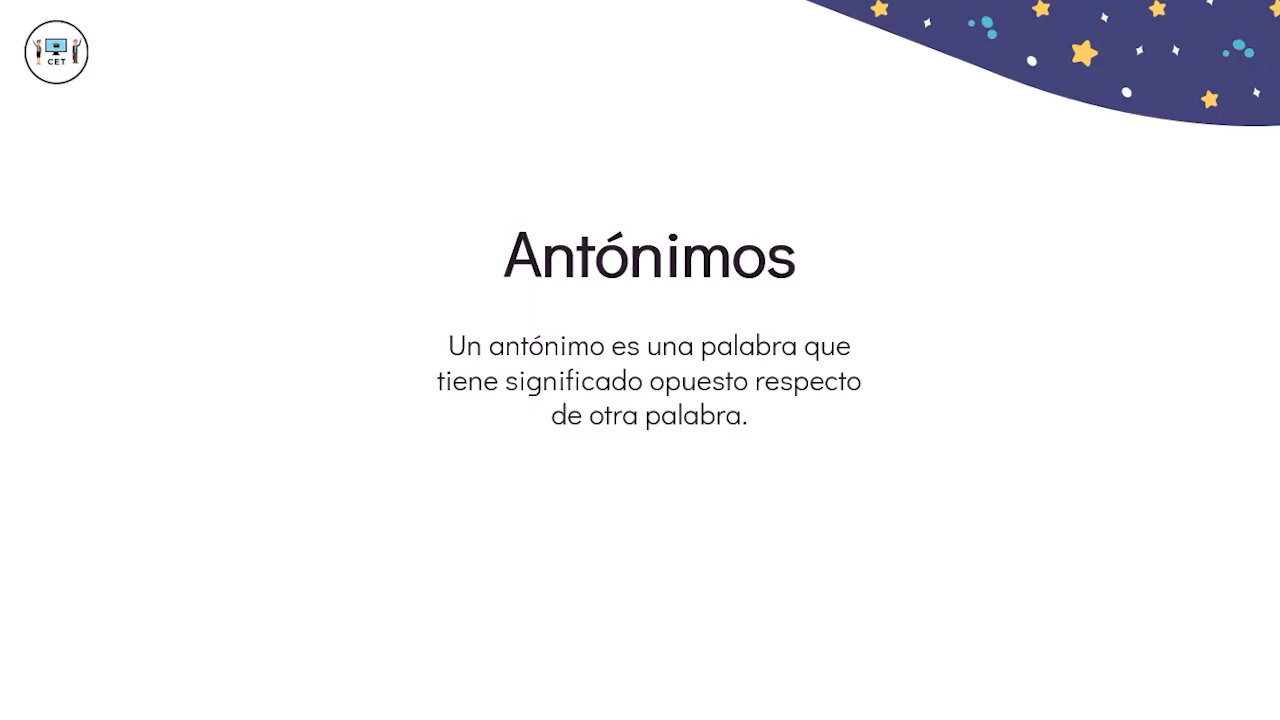 CET
Antónimos
Un antónimo es una palabra que
tiene significado opuesto respecto
de otra palabra.